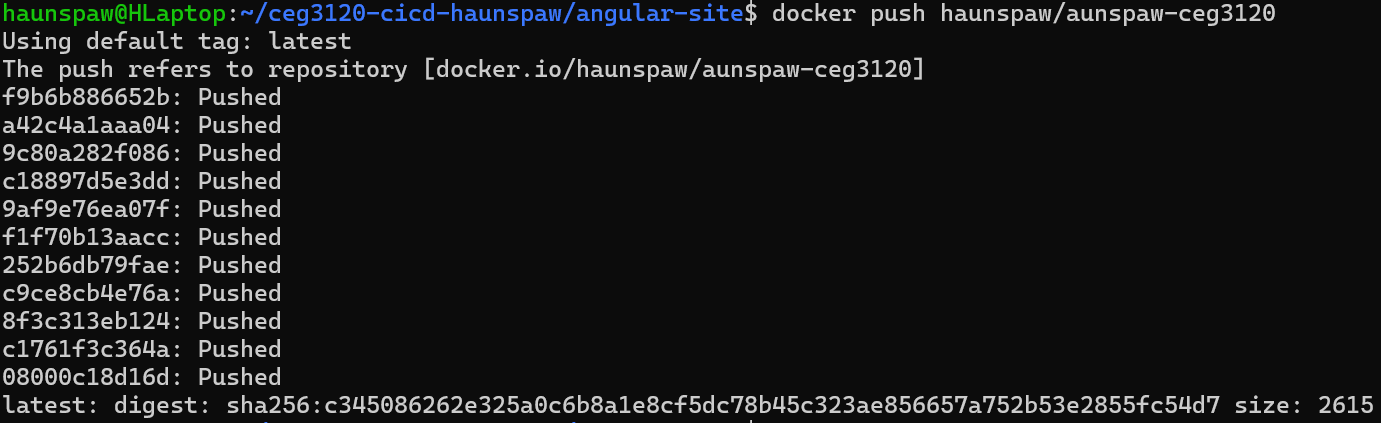 haunspaw@HLaptop:~/ceg3120-cicd-haunspaw/angular-site$ docker push haunspaw/aunspaw-ceg3120
Using default tag: latest
The push refers to repository [docker.io/haunspaw/aunspaw-ceg3120]
f9b6b886652b: Pushed
a42c4a1aaa04: Pushed
9c80a282f086: Pushed
c18897d5e3dd: Pushed
9af9e76ea07f: Pushed
f1f70b13aacc: Pushed
252b6db79fae: Pushed
c9ce8cb4e76a: Pushed
8f3c313eb124: Pushed
c1761f3c364a: Pushed
08000c18d16d: Pushed
latest: digest: sha256:c345086262e325a0c6b8a1e8cf5dc78b45c323ae856657a752b53e2855fc54d7 size: 2615